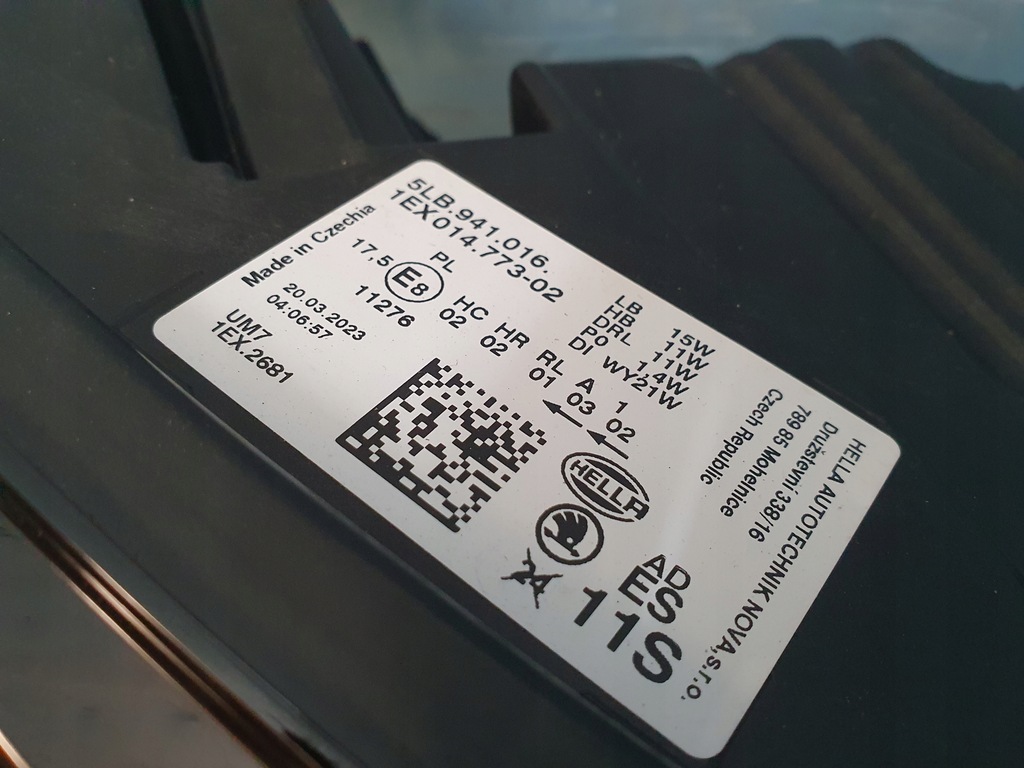 5LB.941.016.
1EX 014.773-02
Made in Czechia
LB 15W
HB 11W
DRL 11W
PO 1,4W
DI WY21W
PL
17,5 E8
11276
HC HR RL A 1
02 02 01 03 02
20.03.2023
04:06:57
UM7
1EX.2681
HELLA
HELLA AUTOTECHNIK NOVA,s.r.o.
Družstevní 338/16
789 85 Mohelnice
Czech Republic
AD
ES
11S
24